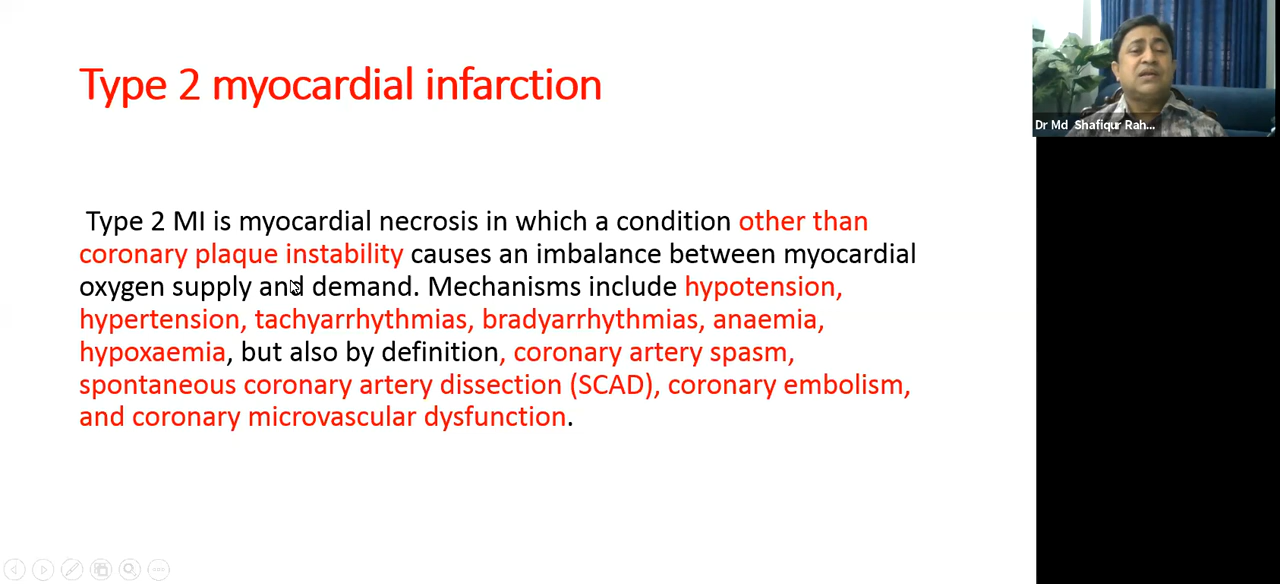 Type 2 myocardial infarction
Type 2 MI is myocardial necrosis in which a condition other than
coronary plaque instability causes an imbalance between myocardial
oxygen supply and demand. Mechanisms include hypotension,
hypertension, tachyarrhythmias, bradyarrhythmias, anaemia,
hypoxaemia, but also by definition, coronary artery spasm,
spontaneous coronary artery dissection (SCAD), coronary embolism,
and coronary microvascular dysfunction.
Dr Md Shafiqur Rah...